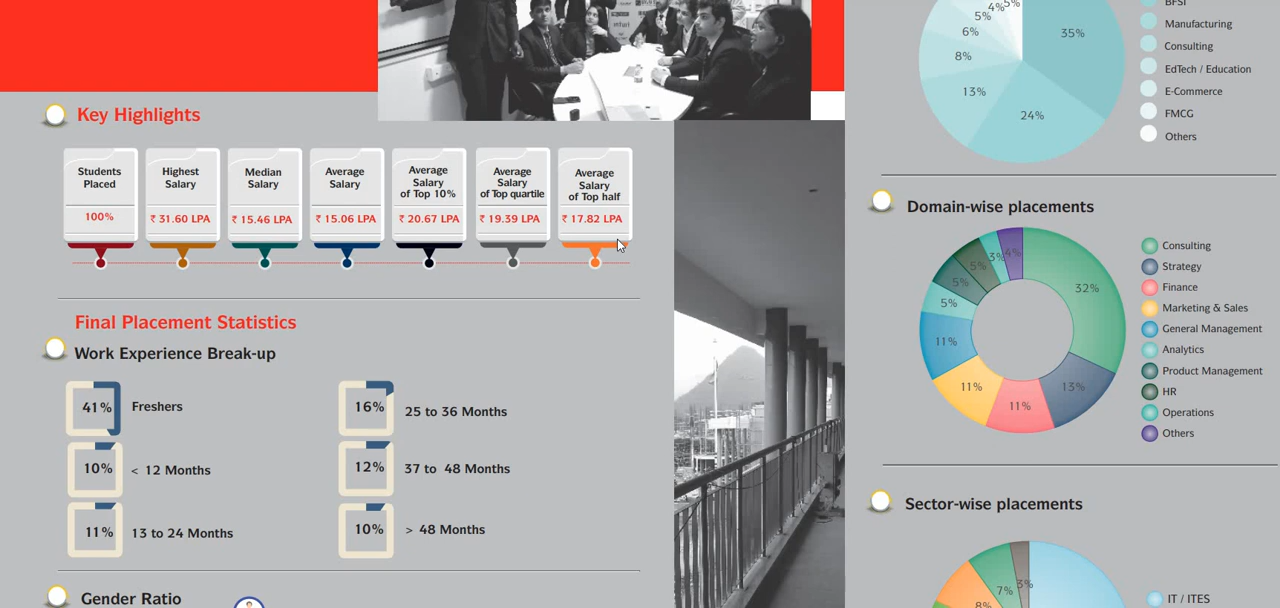 Key Highlights
Students
Placed
100%
Highest
Salary
₹ 31.60 LPA
Median
Salary
₹ 15.46 LPA
Average
Salary
₹ 15.06 LPA
Average
Salary
of Top 10%
₹ 20.67 LPA
Average
Salary
of Top quartile
₹ 19.39 LPA
Average
Salary
of Top half
₹ 17.82 LPA
Final Placement Statistics
Work Experience Break-up
41% Freshers
10% < 12 Months
11% 13 to 24 Months
16% 25 to 36 Months
12% 37 to 48 Months
10% > 48 Months
Gender Ratio
35%
24%
13%
8%
6%
5%
4%
5%
BFSI
Manufacturing
Consulting
EdTech / Education
E-Commerce
FMCG
Others
Domain-wise placements
32%
13%
11%
11%
11%
5%
5%
5%
3%
4%
Consulting
Strategy
Finance
Marketing & Sales
General Management
Analytics
Product Management
HR
Operations
Others
Sector-wise placements
8%
7%
3%
IT / ITES